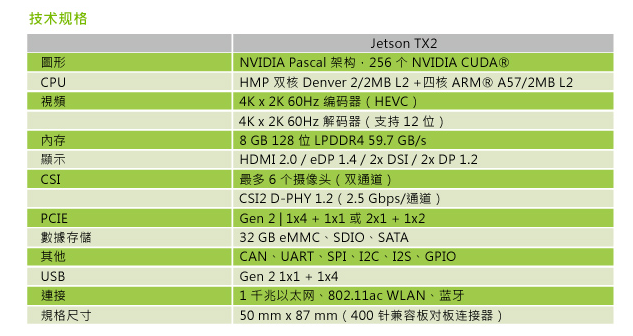 技术规格
Jetson TX2
圖形 NVIDIA Pascal 架构，256 个 NVIDIA CUDA®
CPU HMP 双核 Denver 2/2MB L2 +四核 ARM® A57/2MB L2
視頻 4K x 2K 60Hz 编码器（HEVC）
4K x 2K 60Hz 解码器（支持 12 位）
內存 8 GB 128 位 LPDDR4 59.7 GB/s
顯示 HDMI 2.0 / eDP 1.4 / 2x DSI / 2x DP 1.2
CSI 最多 6 个摄像头（双通道）
CSI2 D-PHY 1.2（2.5 Gbps/通道）
PCIE Gen 2 | 1x4 + 1x1 或 2x1 + 1x2
數據存儲 32 GB eMMC、SDIO、SATA
其他 CAN、UART、SPI、I2C、I2S、GPIO
USB Gen 2 1x1 + 1x4
連接 1 千兆以太网、802.11ac WLAN、蓝牙
規格尺寸 50 mm x 87 mm（400 针兼容板对板连接器）